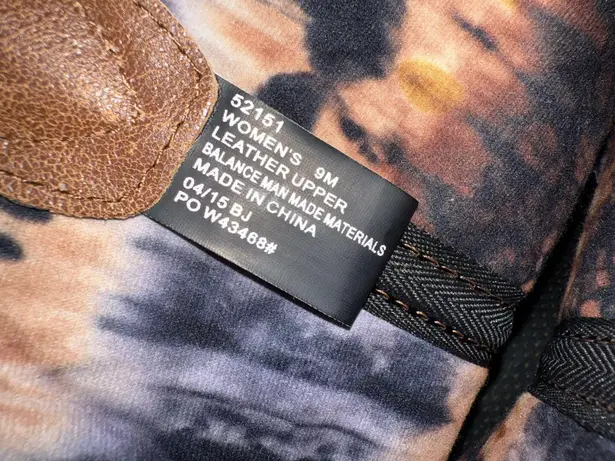 52151
WOMEN'S 9M
LEATHER UPPER
BALANCE MAN MADE MATERIALS
MADE IN CHINA
04/15 BJ
PO W43468#